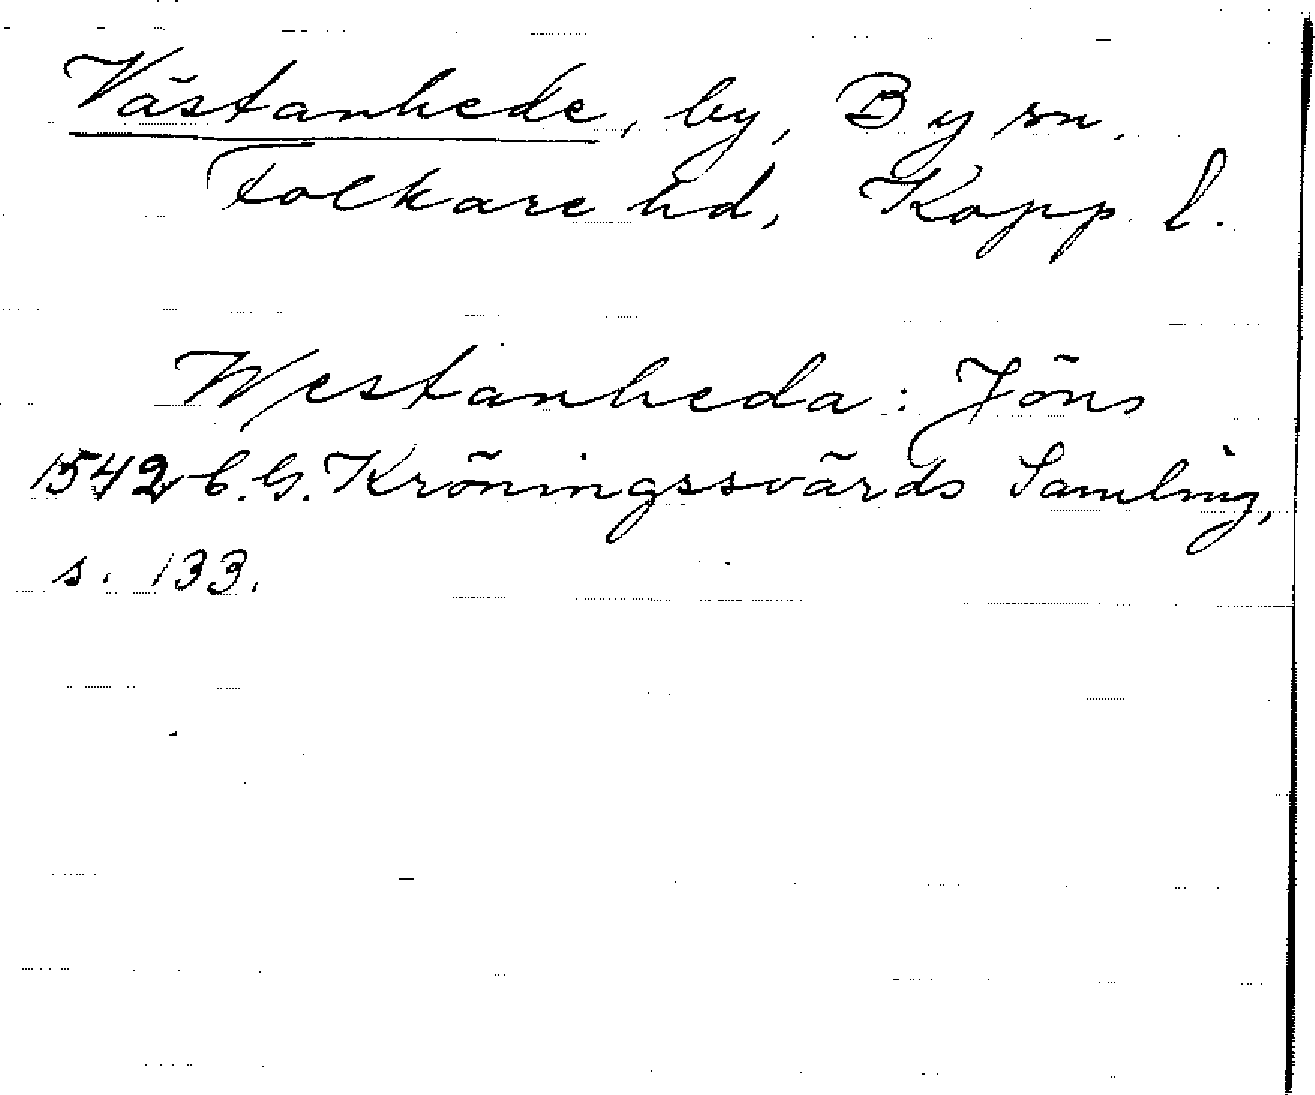 Västanhede, by, By sn.
Folkare hd, Kopp. l.
Westanheda: Jöns
1542 C.G. Kröningssvärds Samling,
s. 133.